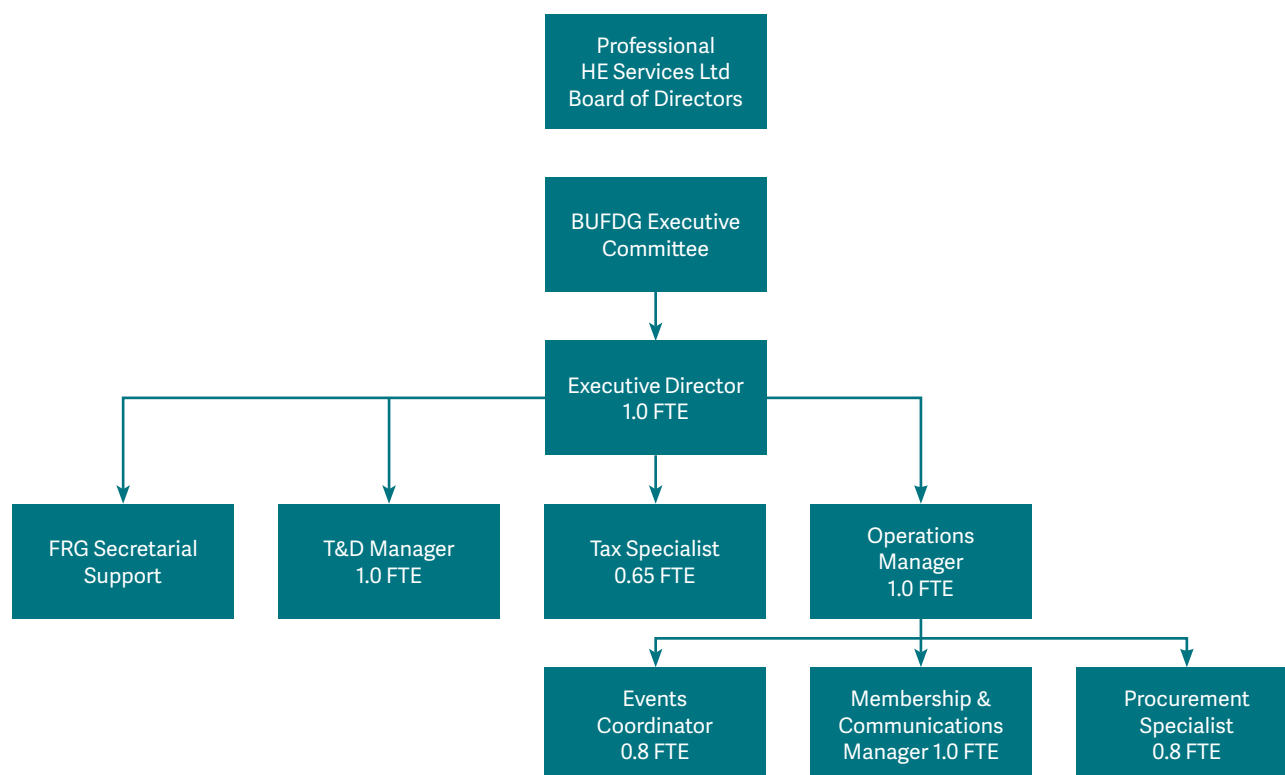 Professional
HE Services Ltd
Board of Directors
BUFDG Executive
Committee
Executive Director
1.0 FTE
FRG Secretarial
Support
T&D Manager
1.0 FTE
Tax Specialist
0.65 FTE
Operations
Manager
1.0 FTE
Events
Coordinator
0.8 FTE
Membership &
Communications
Manager 1.0 FTE
Procurement
Specialist
0.8 FTE